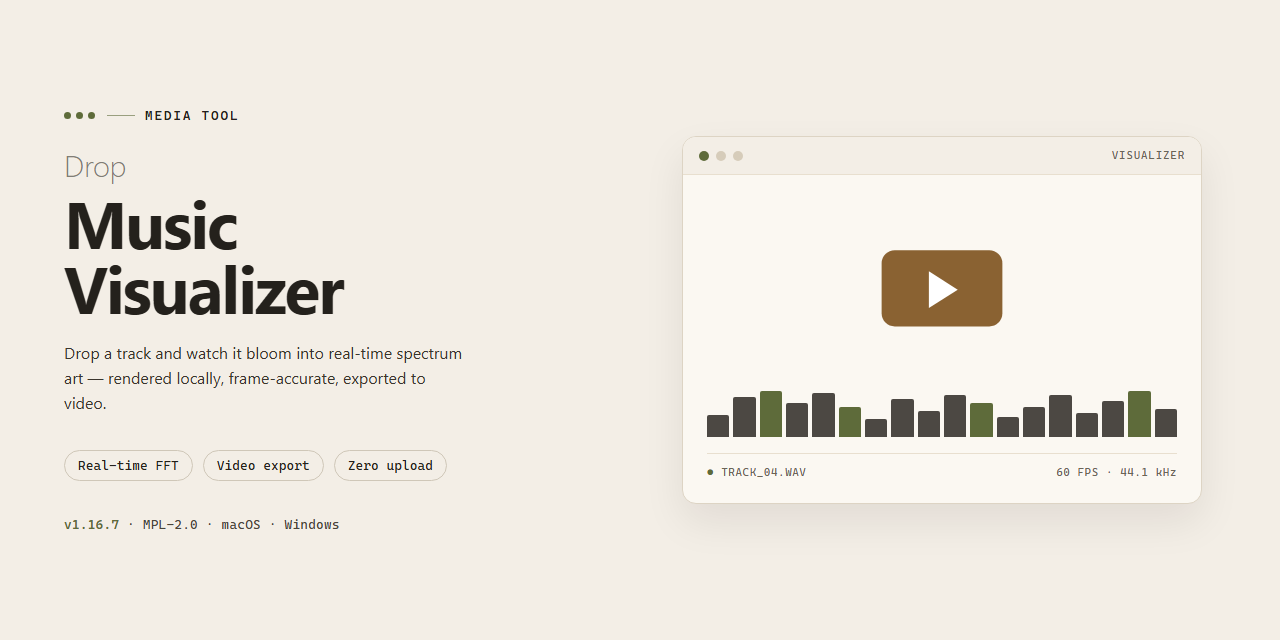 MEDIA TOOL
Drop
Music
Visualizer
Drop a track and watch it bloom into real-time spectrum
art — rendered locally, frame-accurate, exported to
video.
Real-time FFT
Video export
Zero upload
v1.16.7 · MPL-2.0 · macOS · Windows
VISUALIZER
TRACK_04.WAV
60 FPS · 44.1 kHz